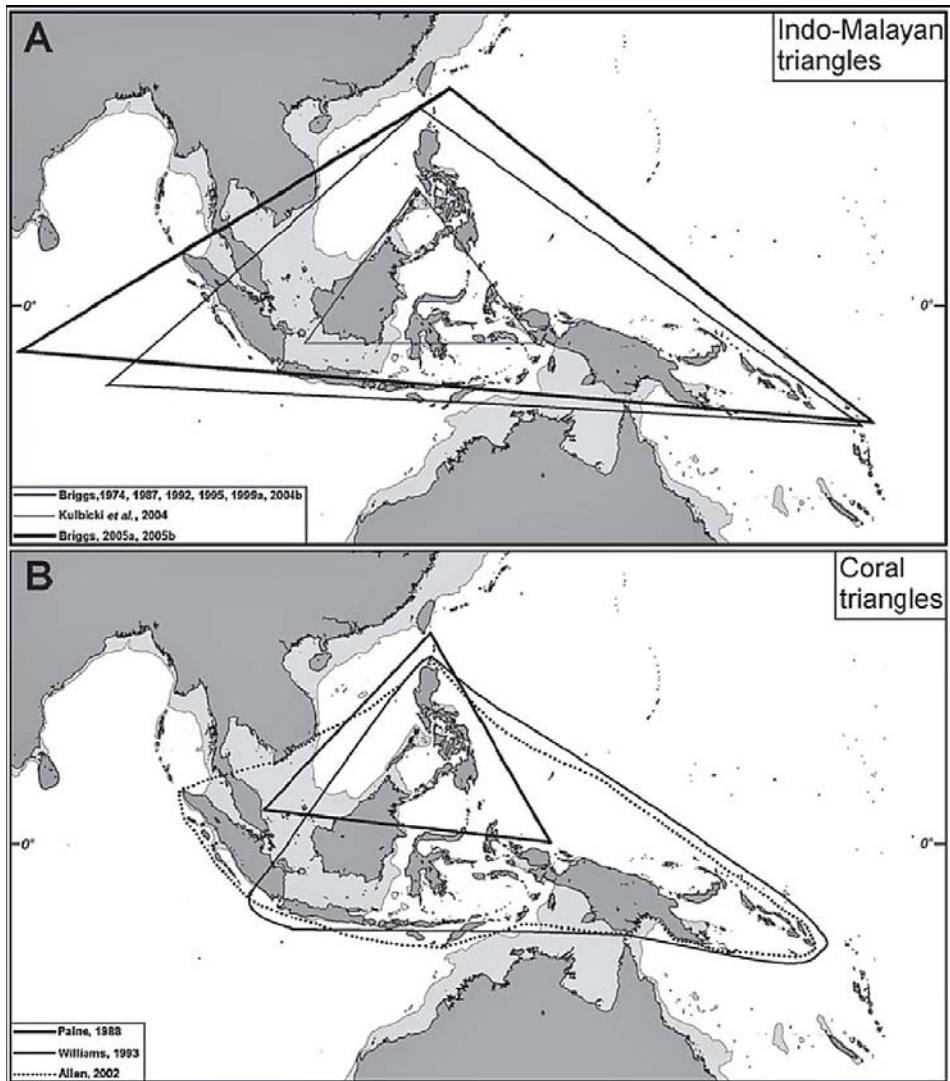 A
Indo-Malayan
triangles
0°
0°
Briggs,1974, 1987, 1992, 1995, 1999a, 2004b
Kulbicki et al., 2004
Briggs, 2005a, 2005b
B
Coral
triangles
0°
0°
Paine, 1988
Williams, 1993
Allen, 2002